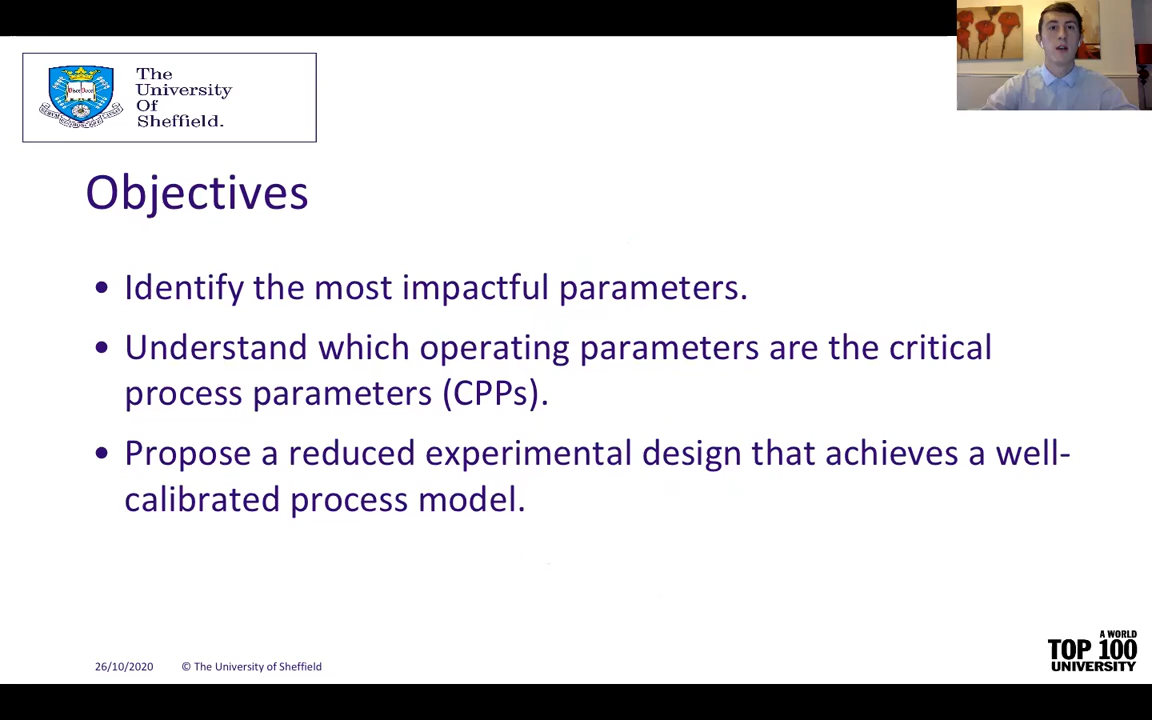 The
University
Of
Sheffield.
Objectives
• Identify the most impactful parameters.
• Understand which operating parameters are the critical
process parameters (CPPs).
• Propose a reduced experimental design that achieves a well-
calibrated process model.
26/10/2020 © The University of Sheffield
A WORLD
TOP 100
UNIVERSITY